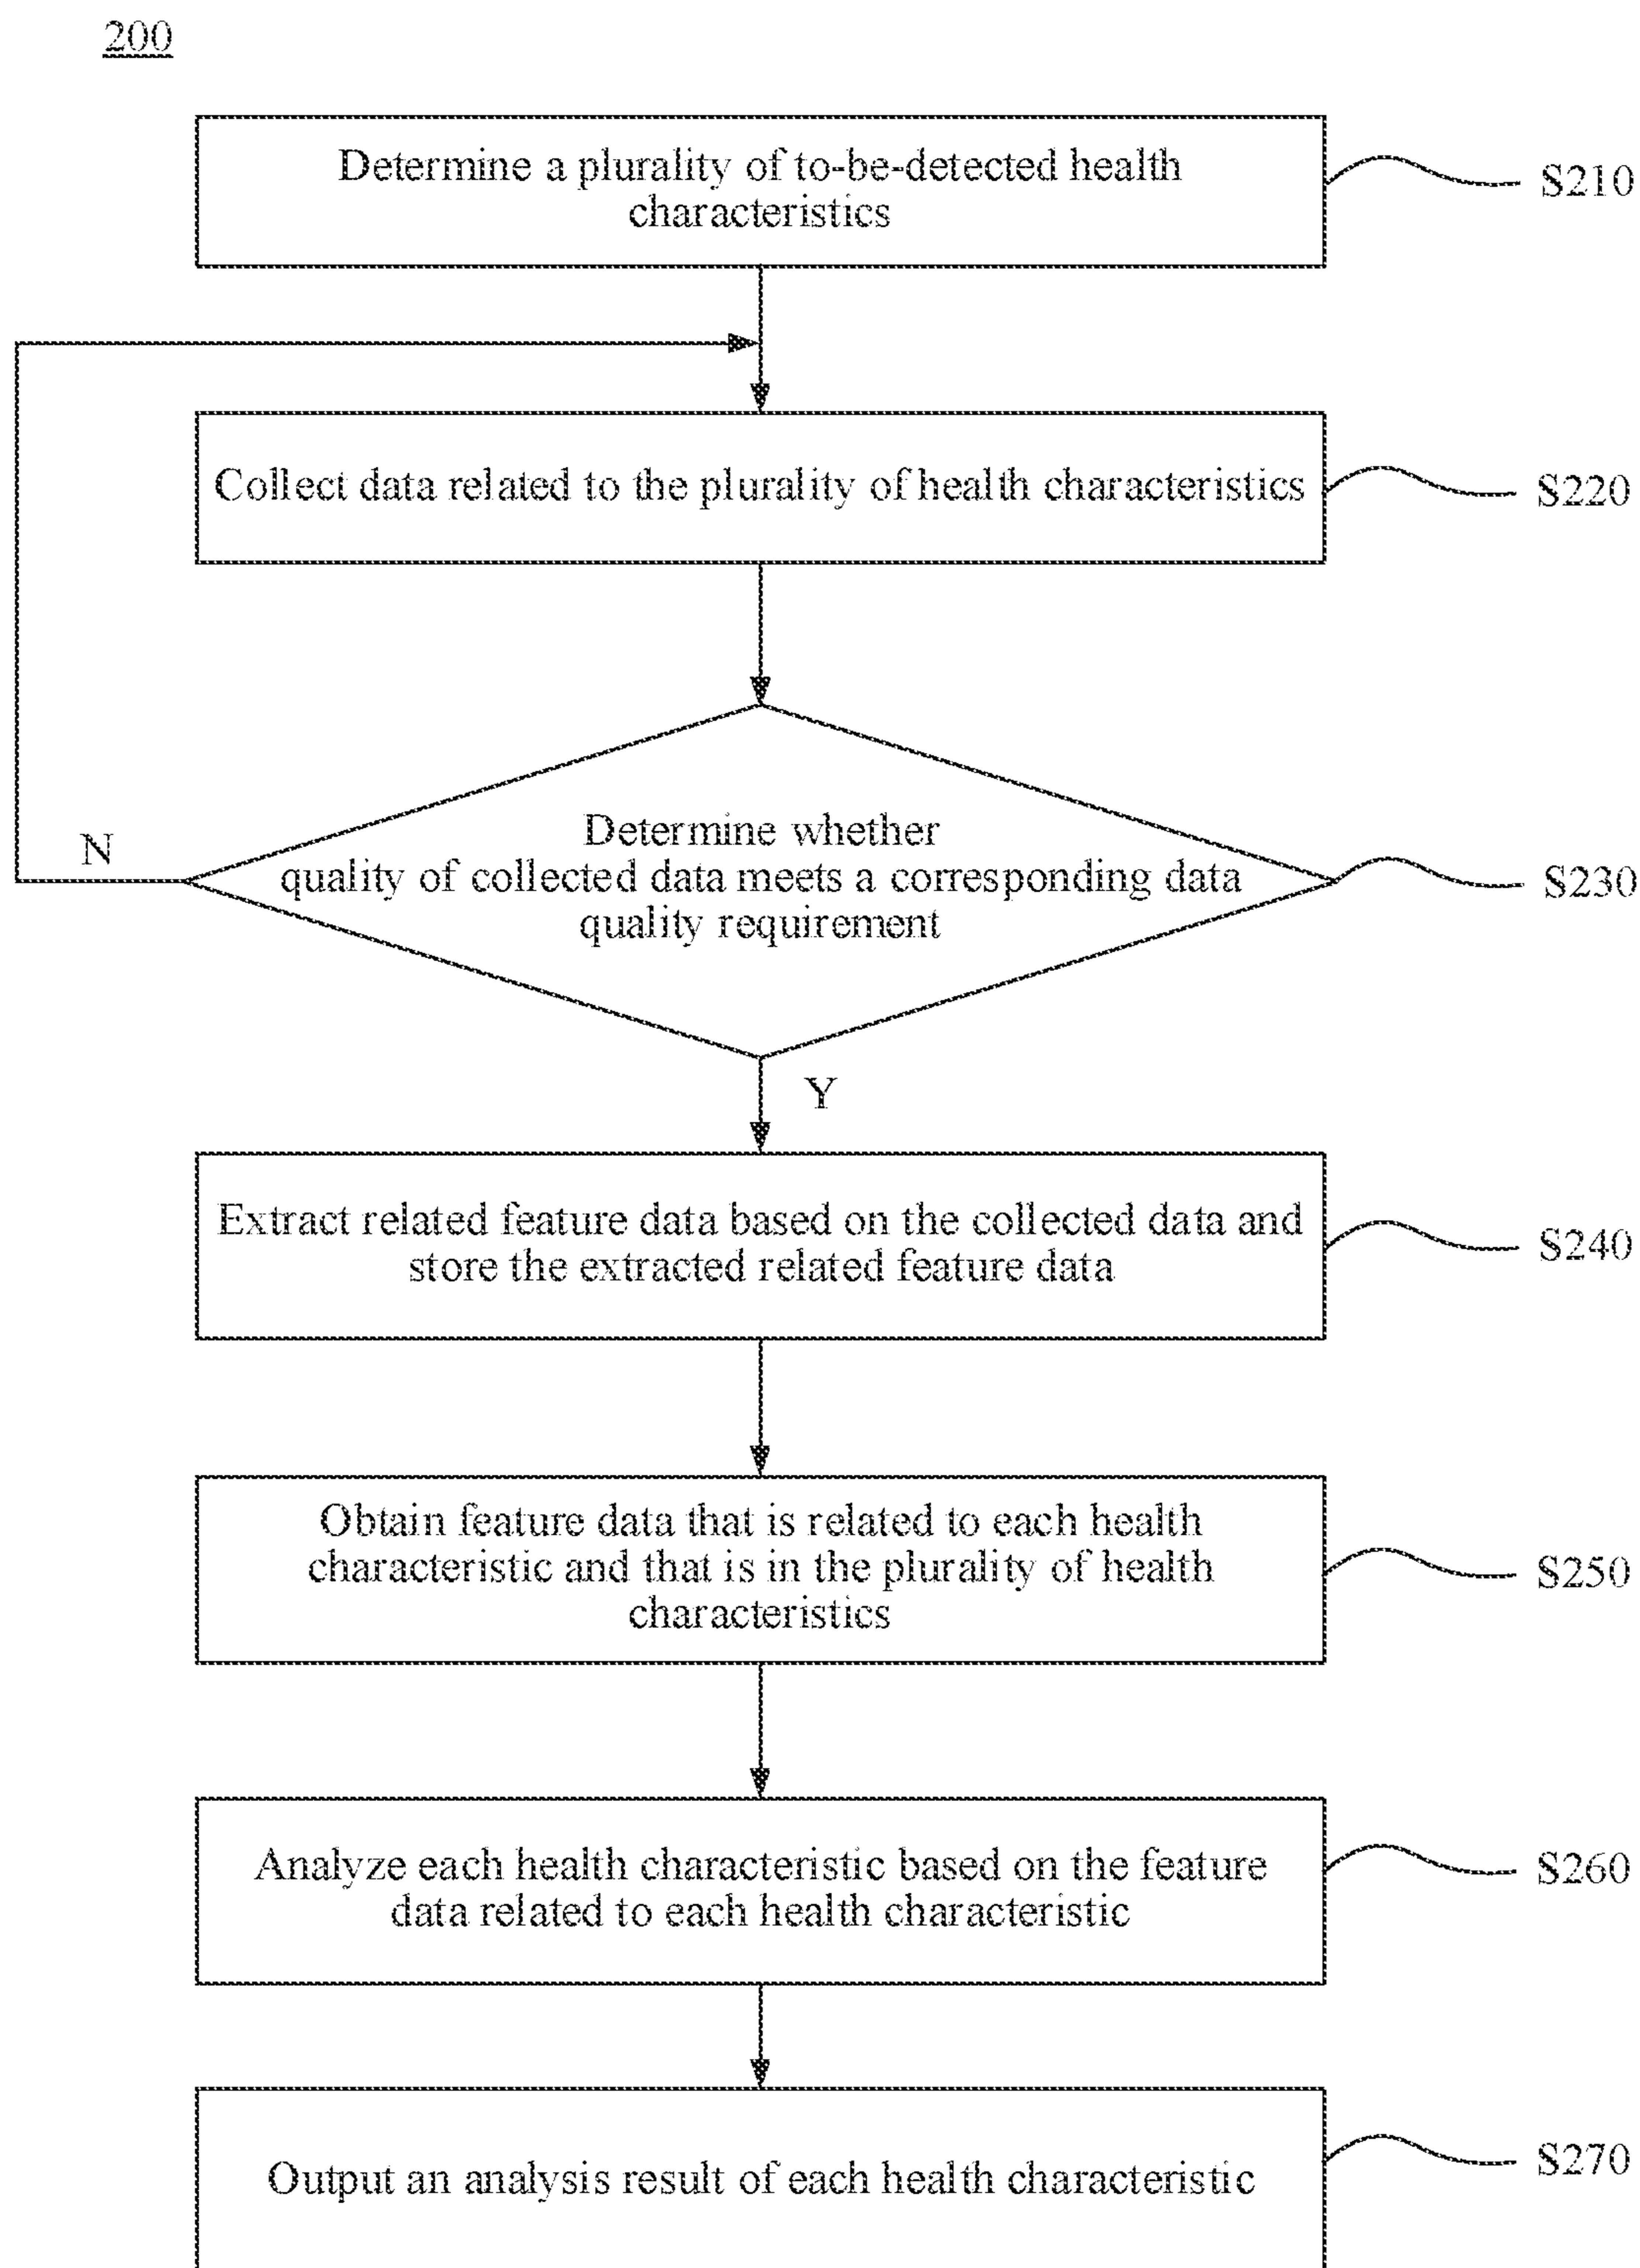 200
Determine a plurality of to-be-detected health
characteristics
S210
Collect data related to the plurality of health characteristics
S220
Determine whether
quality of collected data meets a corresponding data
quality requirement
S230
N
Y
Extract related feature data based on the collected data and
store the extracted related feature data
S240
Obtain feature data that is related to each health
characteristic and that is in the plurality of health
characteristics
S250
Analyze each health characteristic based on the feature
data related to each health characteristic
S260
Output an analysis result of each health characteristic
S270